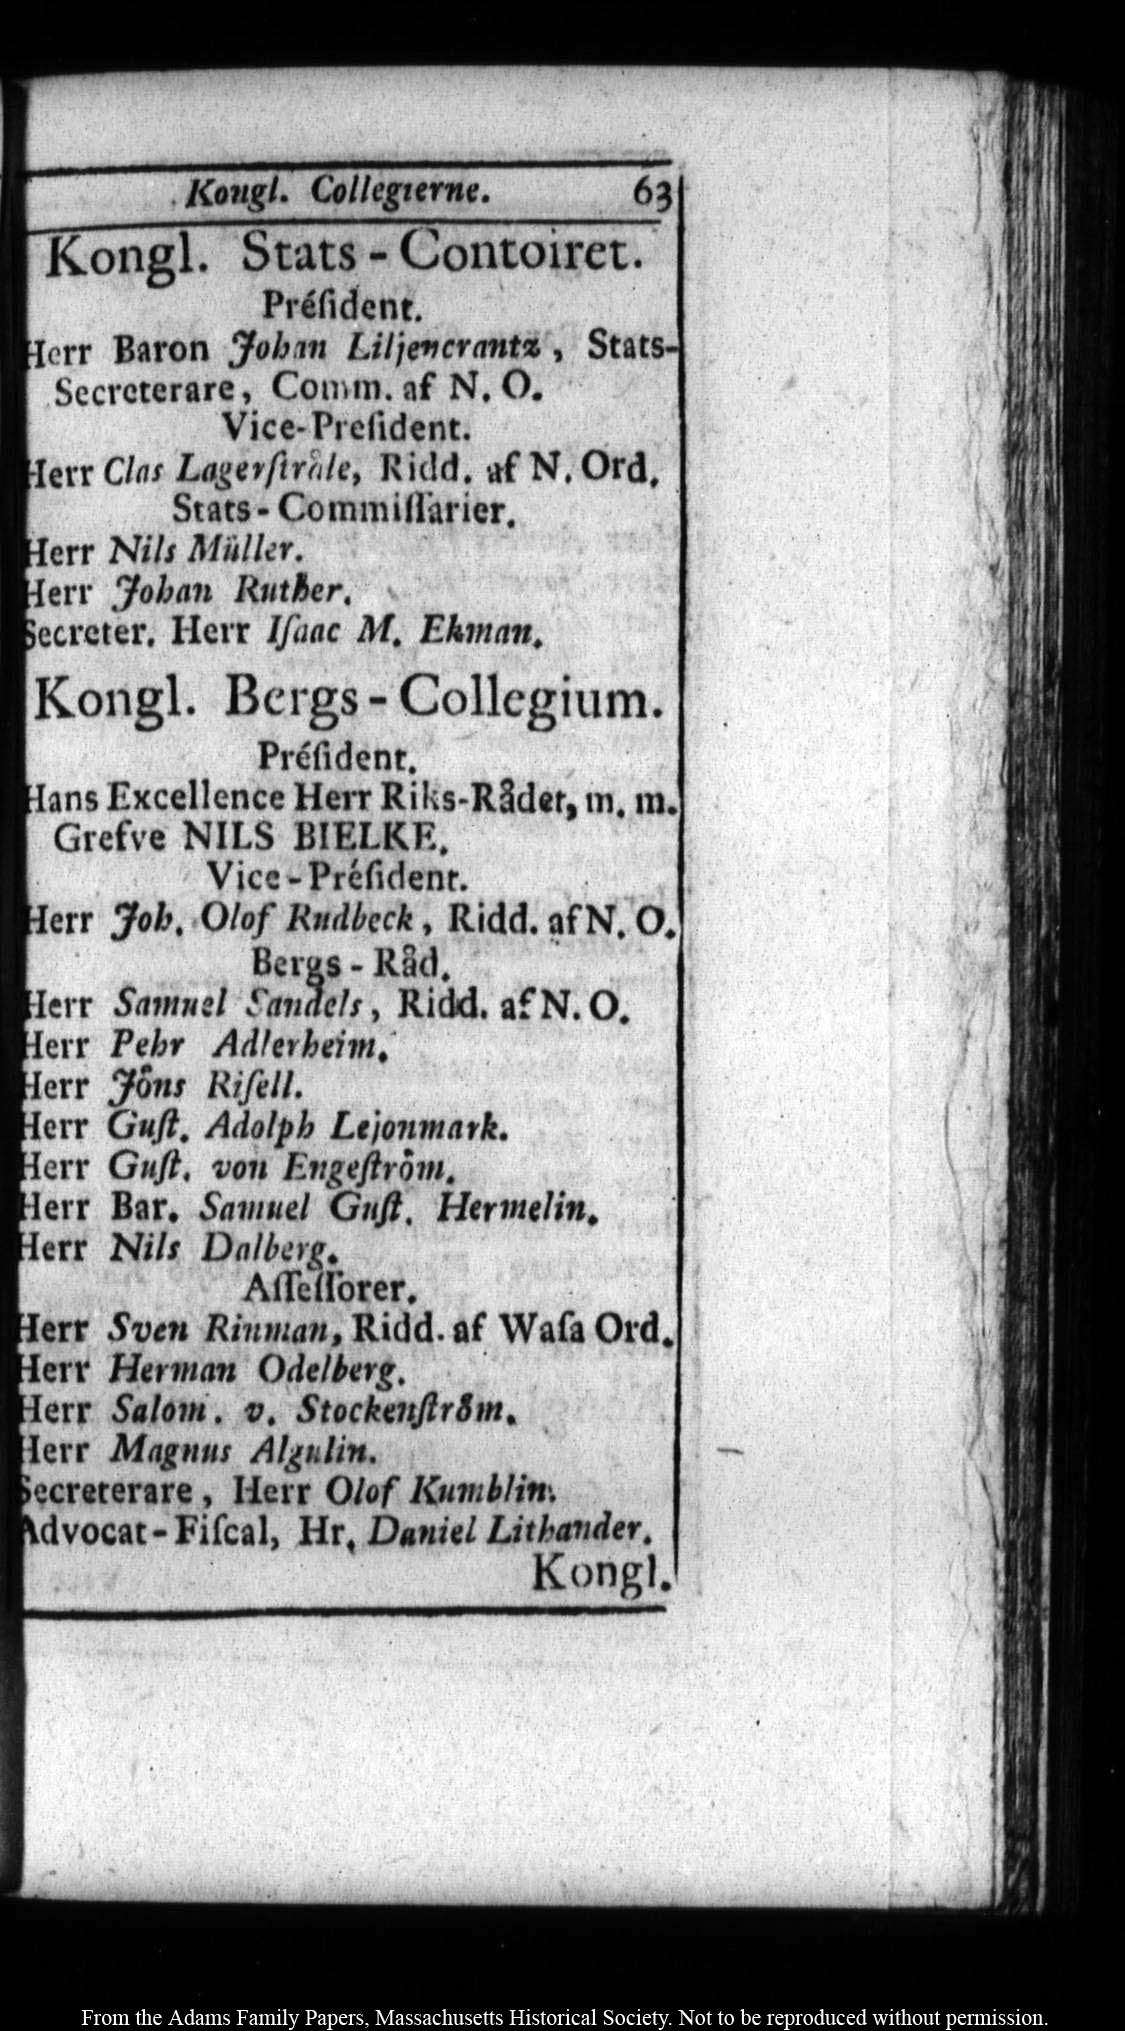 Kongl. Collegierne. 63
Kongl. Stats-Contoiret.
Préſident.
Herr Baron Johan Liljencrantz, Stats-
Secreterare, Comm. af N. O.
Vice-Preſident.
Herr Clas Lagerſtråle, Ridd. af N. Ord.
Stats-Commiſſarier.
Herr Nils Müller.
Herr Johan Ruther.
Secreter. Herr Iſaac M. Ekman.
Kongl. Bergs-Collegium.
Préſident.
Hans Excellence Herr Riks-Rådet, m. m.
Grefve NILS BIELKE.
Vice-Préſident.
Herr Joh. Olof Rudbeck, Ridd. af N. O.
Bergs-Råd.
Herr Samuel Sandels, Ridd. af N. O.
Herr Pehr Adlerheim.
Herr Jöns Riſell.
Herr Guſt. Adolph Lejonmark.
Herr Guſt. von Engeſtröm.
Herr Bar. Samuel Guſt. Hermelin.
Herr Nils Dalberg.
Aſſeſſorer.
Herr Sven Rinman, Ridd. af Waſa Ord.
Herr Herman Odelberg.
Herr Salom. v. Stockenſtröm.
Herr Magnus Algulin.
Secreterare, Herr Olof Kumblin.
Advocat-Fiſcal, Hr. Daniel Lithander.
Kongl.
From the Adams Family Papers, Massachusetts Historical Society. Not to be reproduced without permission.